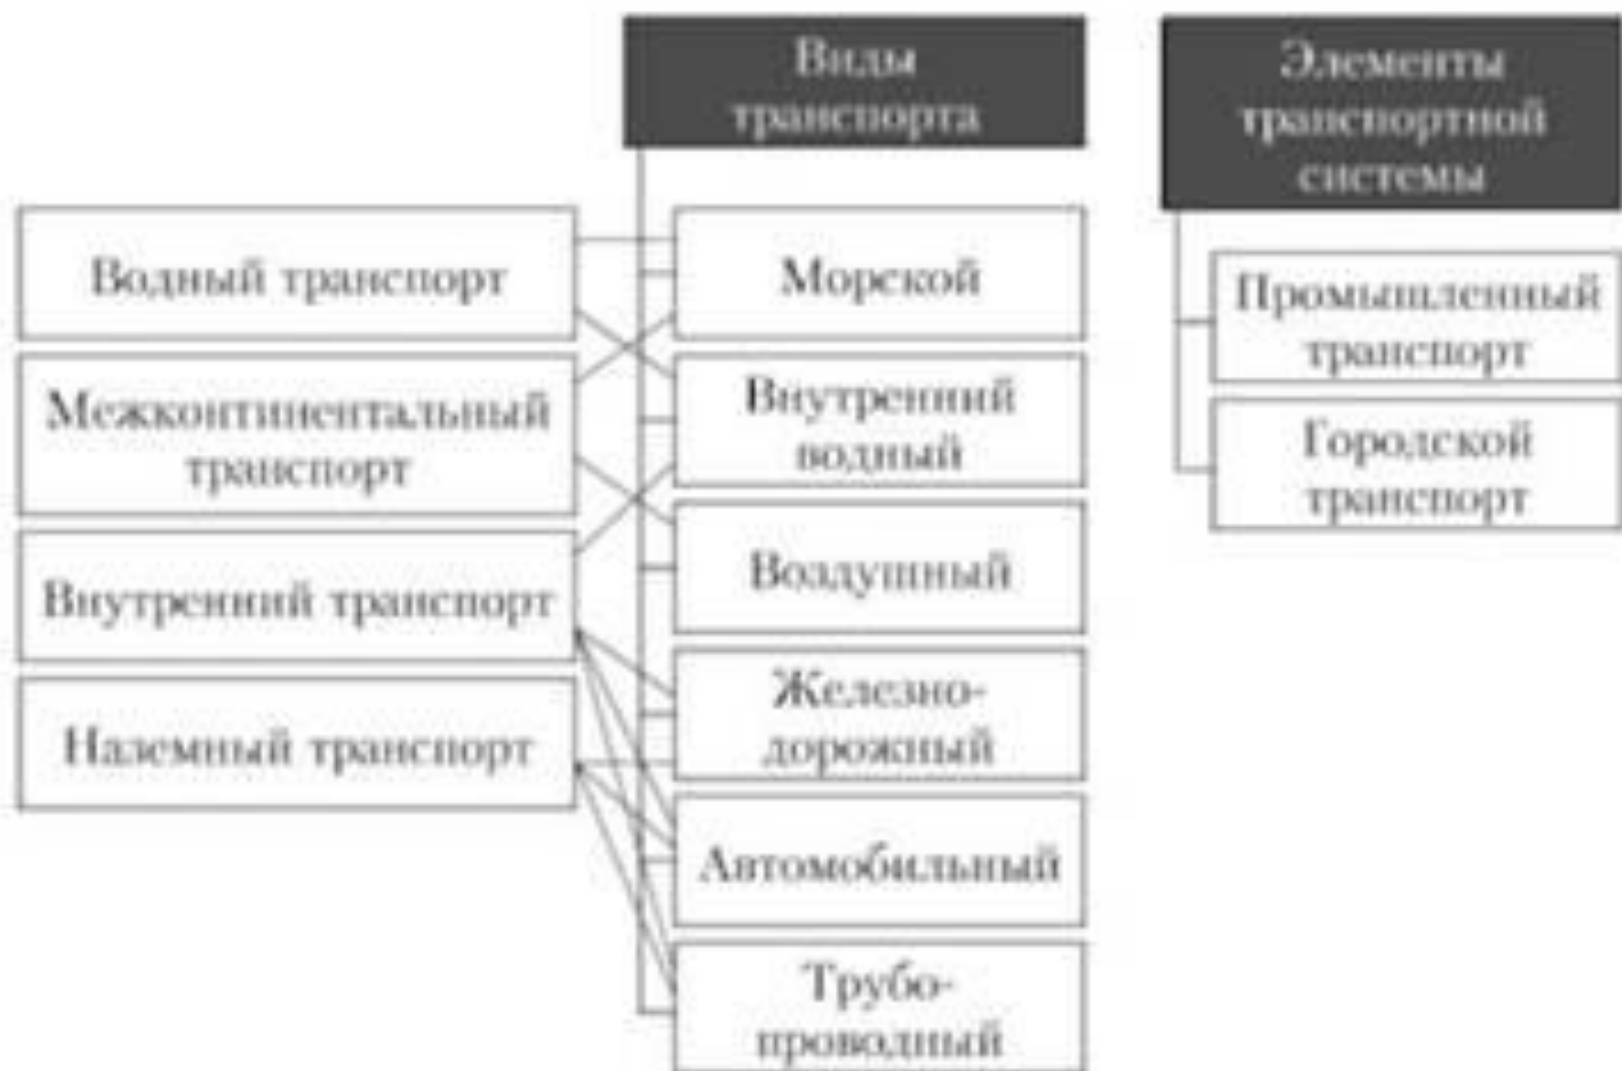 Виды
транспорта
Элементы
транспортной
системы
Водный транспорт
Межконтинентальный
транспорт
Внутренний транспорт
Наземный транспорт
Морской
Внутренний
водный
Воздушный
Железно-
дорожный
Автомобильный
Трубо-
проводный
Промышленный
транспорт
Городской
транспорт